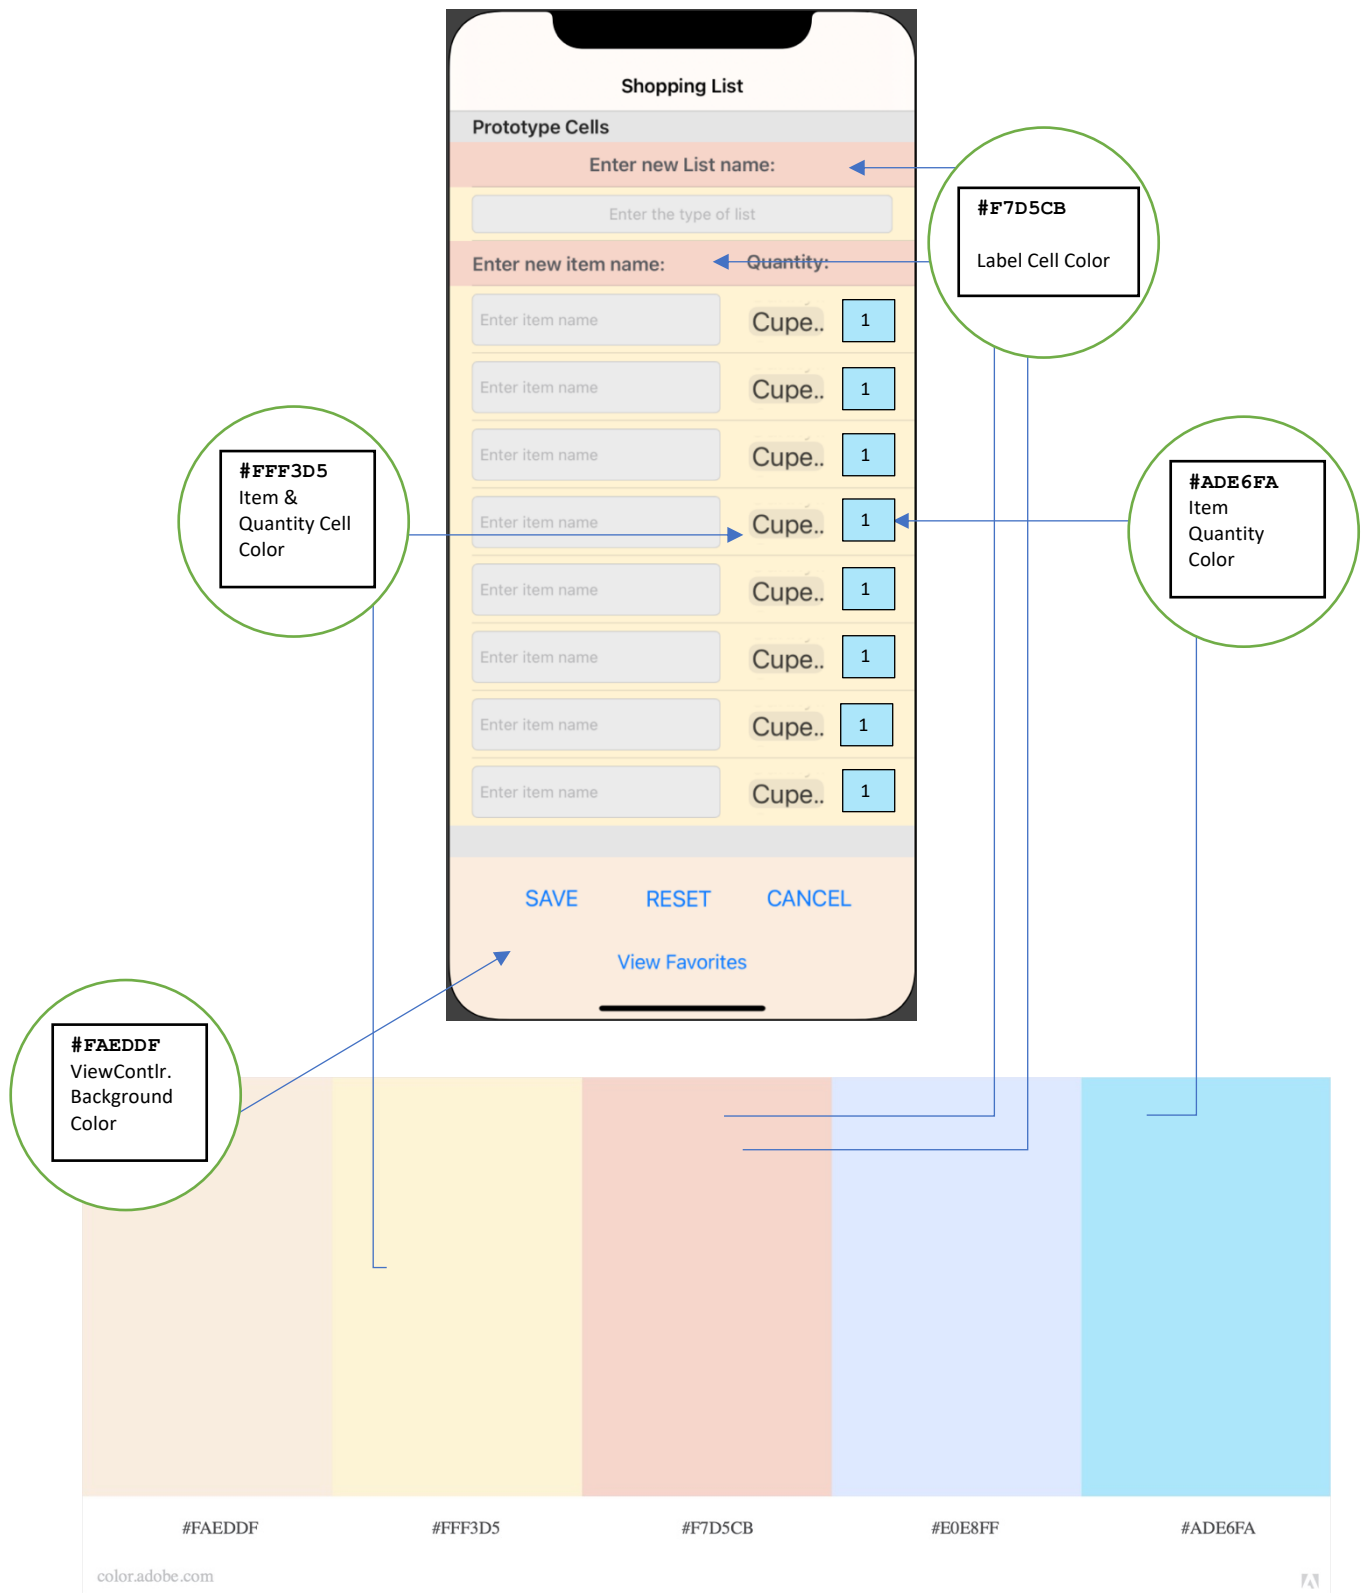 Shopping List
Prototype Cells
Enter new List name:
Enter the type of list
Enter new item name: Quantity:
Enter item name Cupe.. 1
Enter item name Cupe.. 1
Enter item name Cupe.. 1
Enter item name Cupe.. 1
Enter item name Cupe.. 1
Enter item name Cupe.. 1
Enter item name Cupe.. 1
Enter item name Cupe.. 1
SAVE RESET CANCEL
View Favorites
#F7D5CB
Label Cell Color
#FFF3D5
Item &
Quantity Cell
Color
#ADE6FA
Item
Quantity
Color
#FAEDDF
ViewContlr.
Background
Color
#FAEDDF #FFF3D5 #F7D5CB #E0E8FF #ADE6FA
color.adobe.com